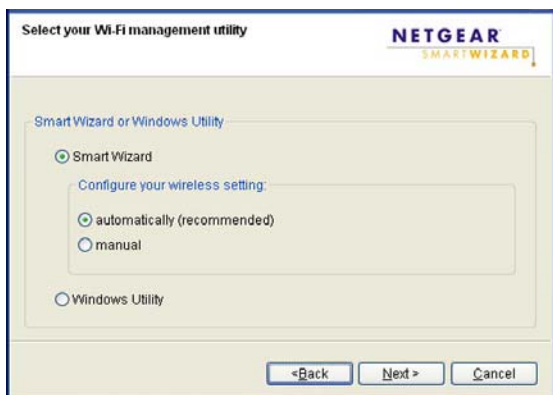 Select your Wi-Fi management utility
NETGEAR
SMARTWIZARD
Smart Wizard or Windows Utility
Smart Wizard
Configure your wireless setting:
automatically (recommended)
manual
Windows Utility
<Back
Next >
Cancel